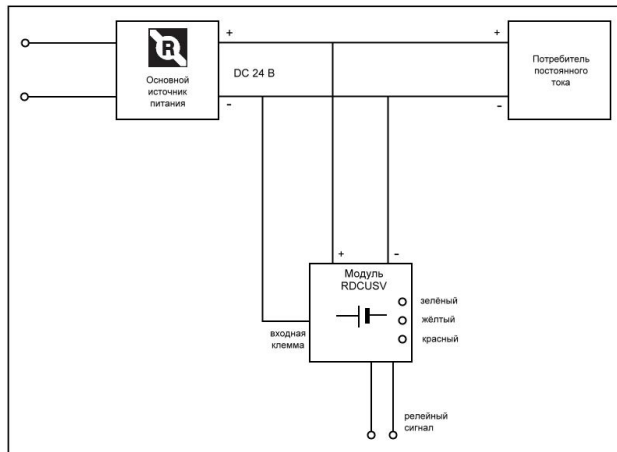 R
Основной
источник
питания
+
DC 24 В
-
+
Потребитель
постоянного
тока
-
+
-
Модуль
RDCUSV
зелёный
жёлтый
красный
входная
клемма
релейный
сигнал